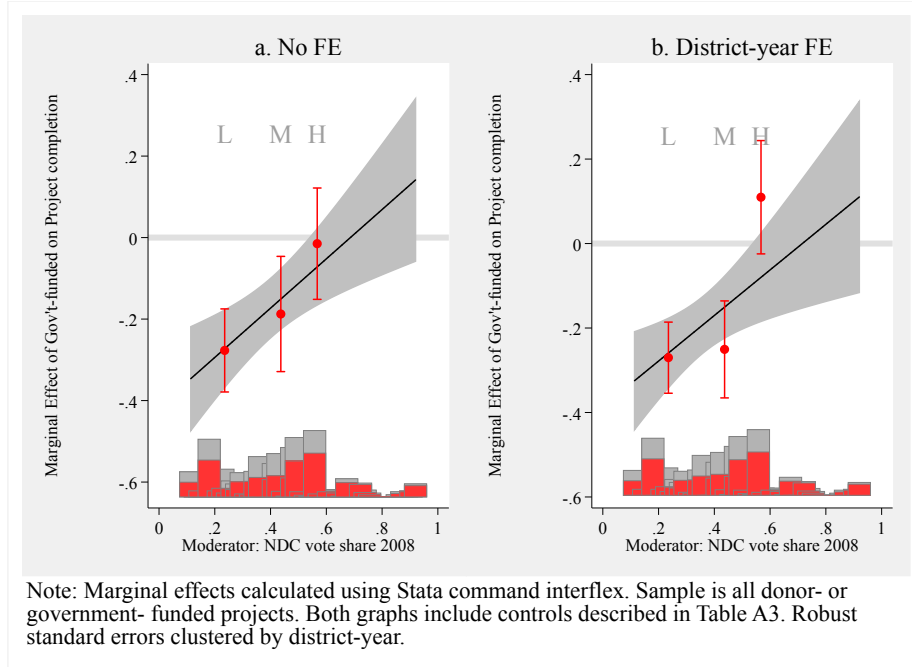 a. No FE
Marginal Effect of Gov't-funded on Project completion
.4
.2
0
-.2
-.4
-.6
L M H
0 .2 .4 .6 .8 1
Moderator: NDC vote share 2008
b. District-year FE
Marginal Effect of Gov't-funded on Project completion
.4
.2
0
-.2
-.4
-.6
L M H
0 .2 .4 .6 .8 1
Moderator: NDC vote share 2008
Note: Marginal effects calculated using Stata command interflex. Sample is all donor- or
government- funded projects. Both graphs include controls described in Table A3. Robust
standard errors clustered by district-year.